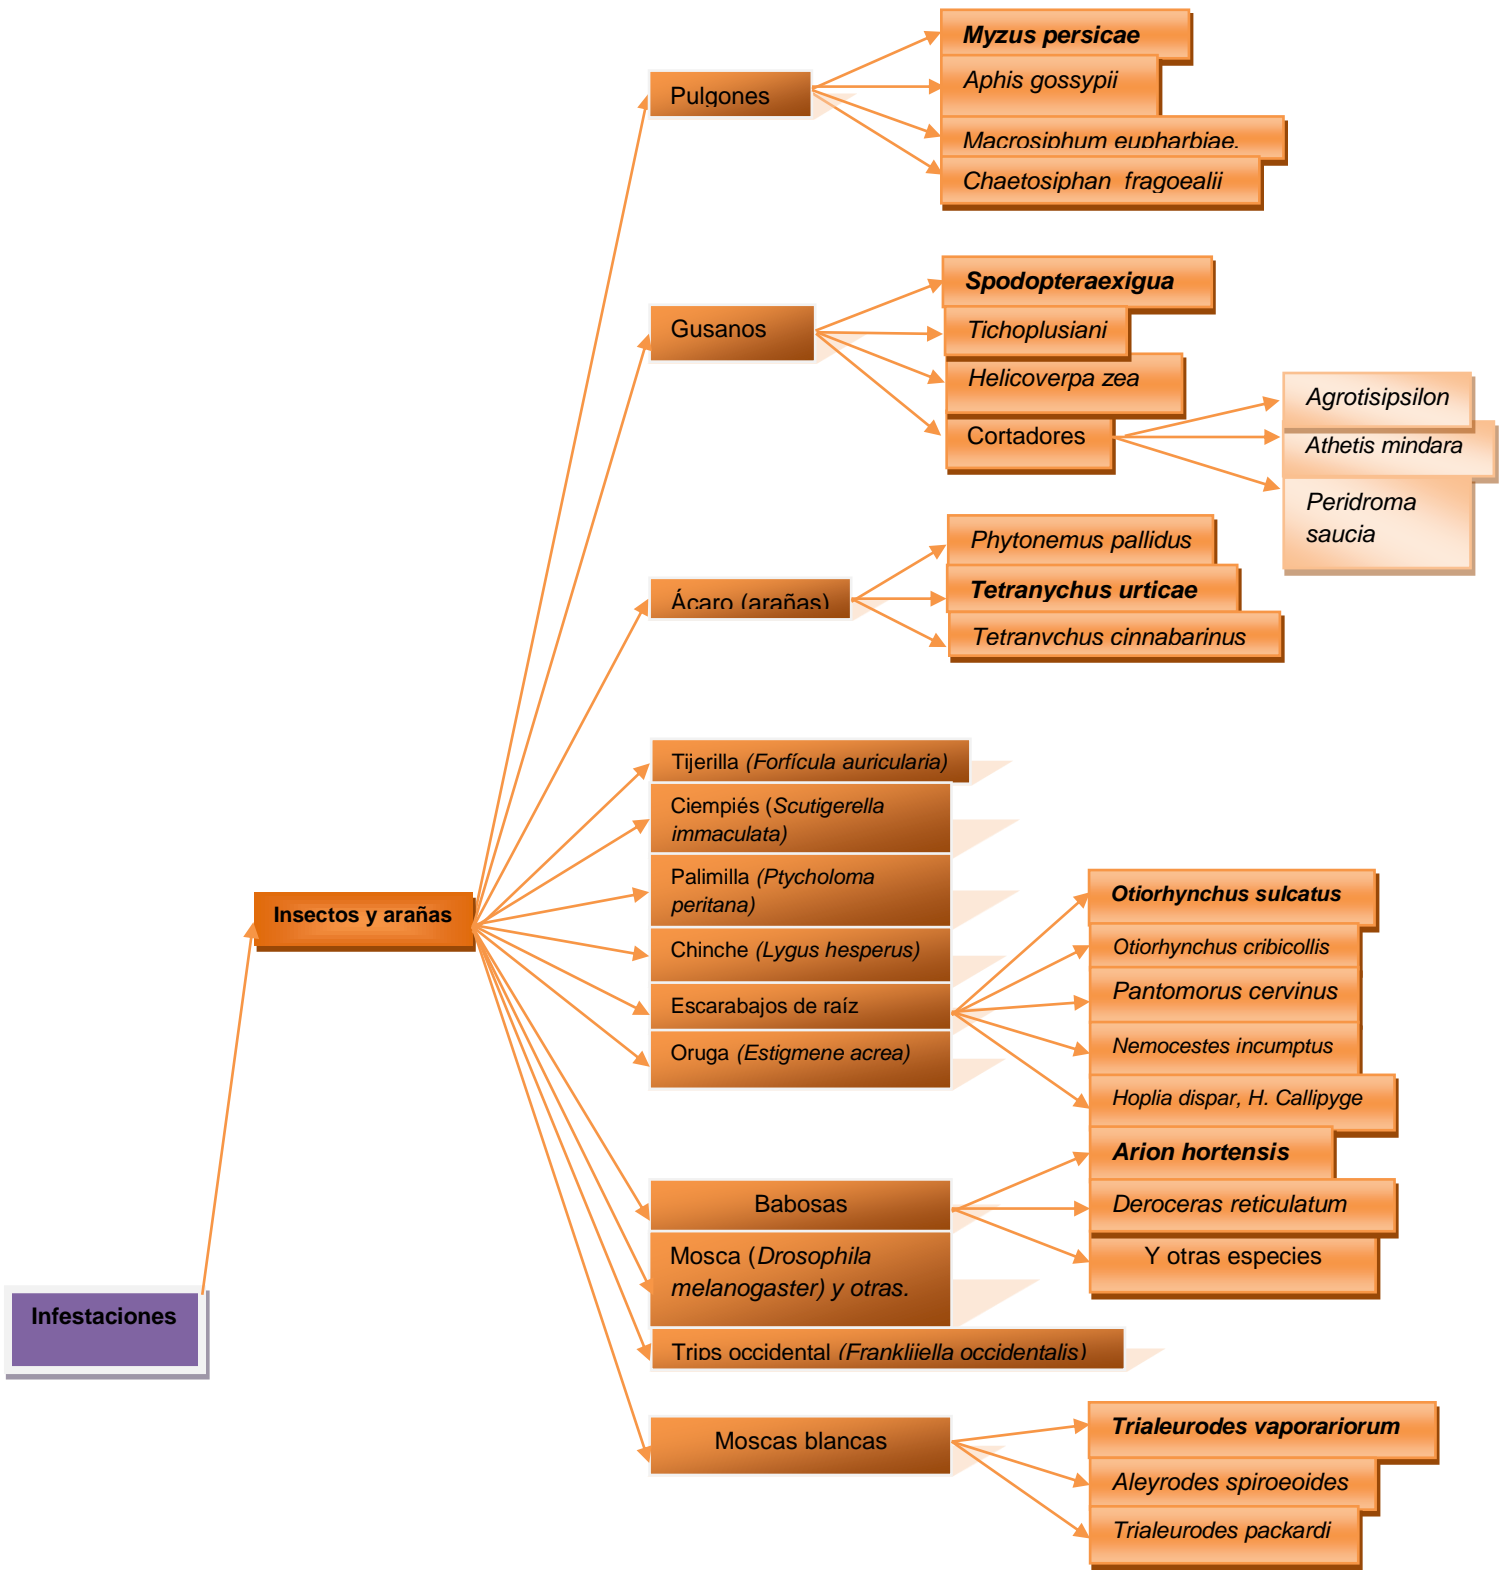 Myzus persicae
Pulgones
Aphis gossypii
Macrosiphum eupharbiae.
Chaetosiphan fragoealii
Spodopteraexigua
Gusanos
Tichoplusiani
Helicoverpa zea
Cortadores
Agrotisipsilon
Athetis mindara
Peridroma
saucia
Phytonemus pallidus
Ácaro (arañas)
Tetranychus urticae
Tetranychus cinnabarinus
Tijerilla (Forfícula auricularia)
Ciempiés (Scutigerella
immaculata)
Palimilla (Ptycholoma
peritana)
Chinche (Lygus hesperus)
Escarabajos de raíz
Oruga (Estigmene acrea)
Insectos y arañas
Otiorhynchus sulcatus
Otiorhynchus cribicollis
Pantomorus cervinus
Nemocestes incumptus
Hoplia dispar, H. Callipyge
Arion hortensis
Babosas
Deroceras reticulatum
Y otras especies
Mosca (Drosophila
melanogaster) y otras.
Infestaciones
Trips occidental (Frankliiella occidentalis)
Moscas blancas
Trialeurodes vaporariorum
Aleyrodes spiroeoides
Trialeurodes packardi